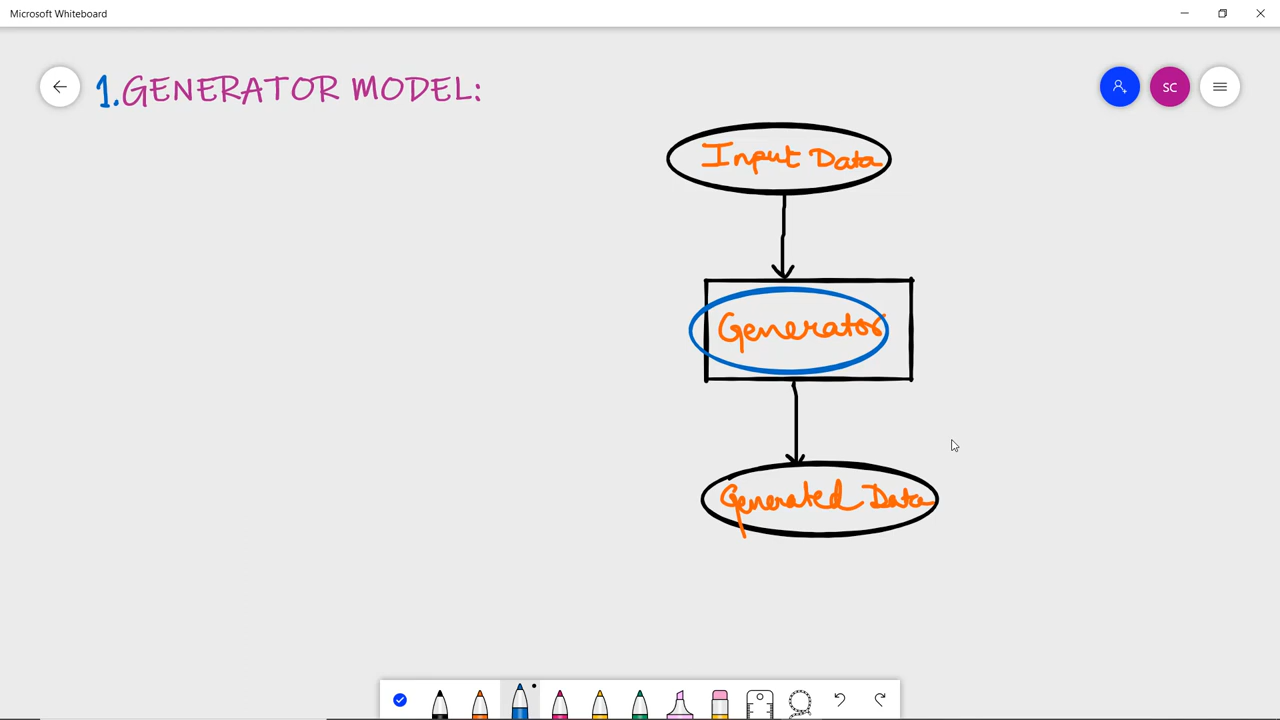 Microsoft Whiteboard
1.GENERATOR MODEL:
SC
Input Data
Generator
Generated Data